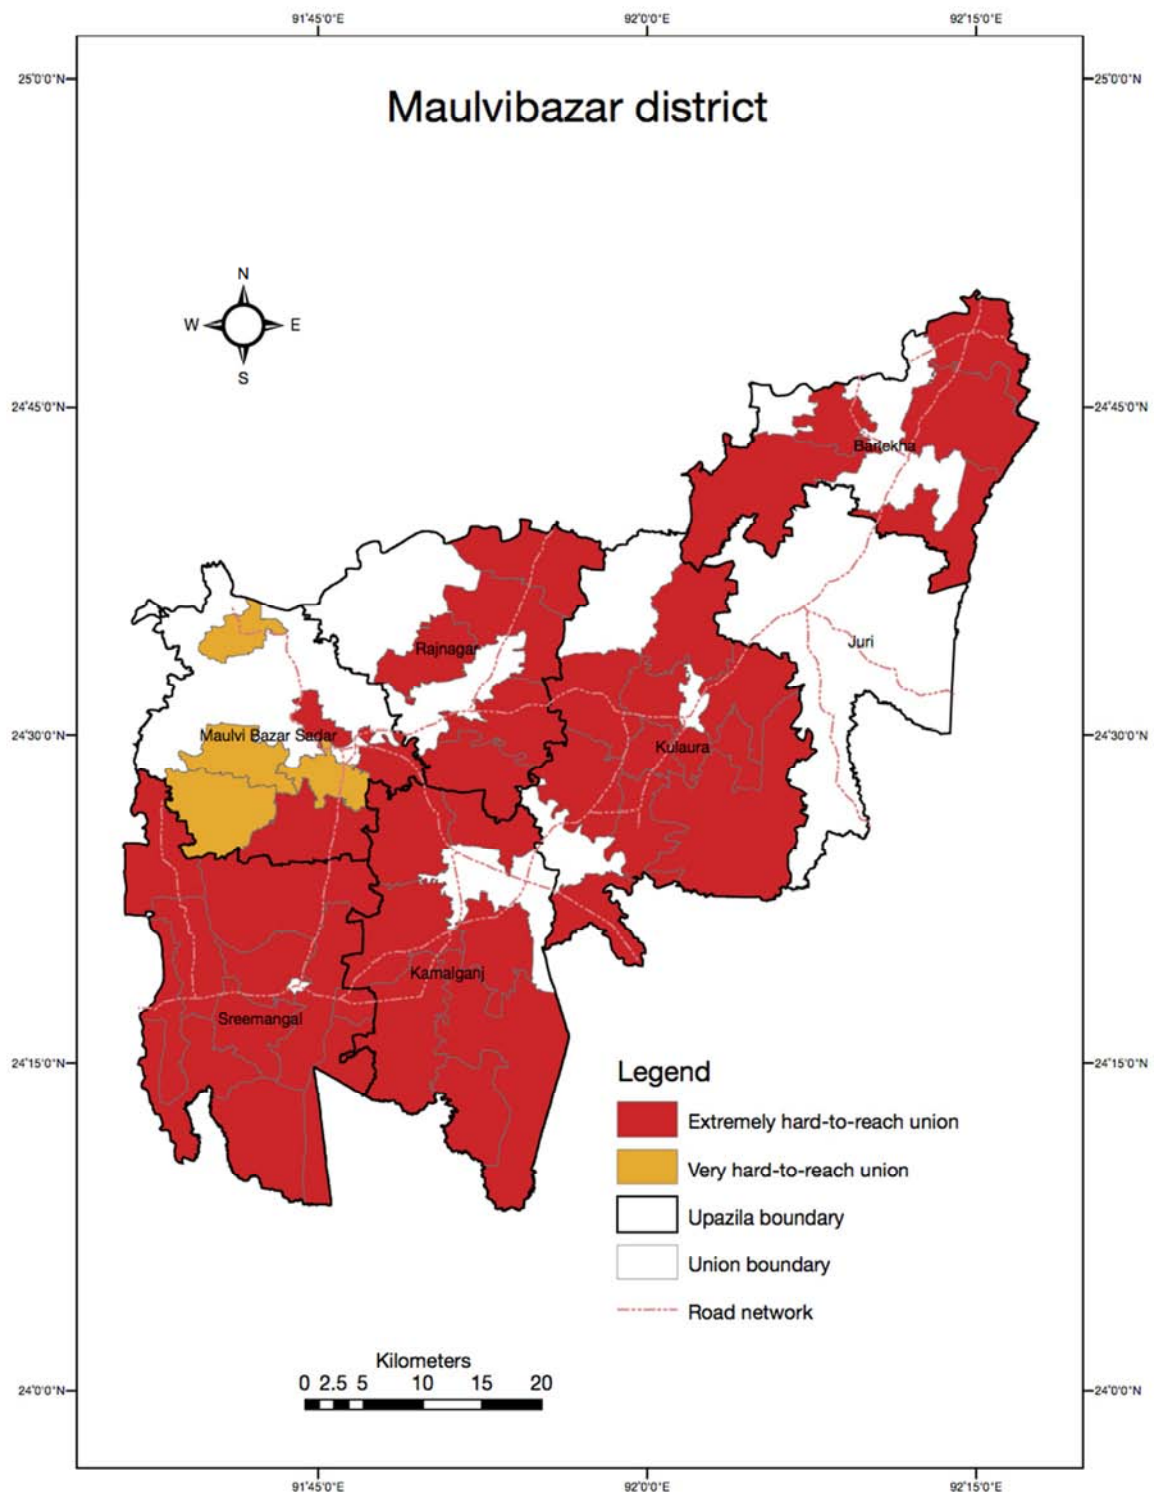 91°45'0"E 92°0'0"E 92°15'0"E
25°0'0"N 25°0'0"N
Maulvibazar district
N
W E
S
24°45'0"N 24°45'0"N
Barlekha
Rajnagar
Juri
24°30'0"N Maulvi Bazar Sadar 24°30'0"N
Kulaura
Kamalganj
Sreemangal
24°15'0"N 24°15'0"N
Legend
Extremely hard-to-reach union
Very hard-to-reach union
Upazila boundary
Union boundary
Road network
Kilometers
0 2.5 5 10 15 20
24°0'0"N 24°0'0"N
91°45'0"E 92°0'0"E 92°15'0"E